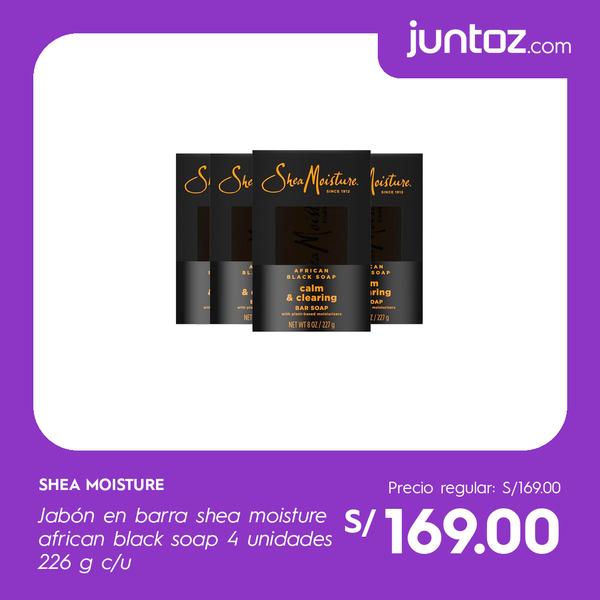 juntoz.com
Shea Moisture.
SINCE 1912
AFRICAN
BLACK SOAP
calm
& clearing
BAR SOAP
with plant-based moisturizers
NET WT 8 OZ / 227 g
SHEA MOISTURE
Jabón en barra shea moisture
african black soap 4 unidades
226 g c/u
Precio regular: S/169.00
S/ 169.00